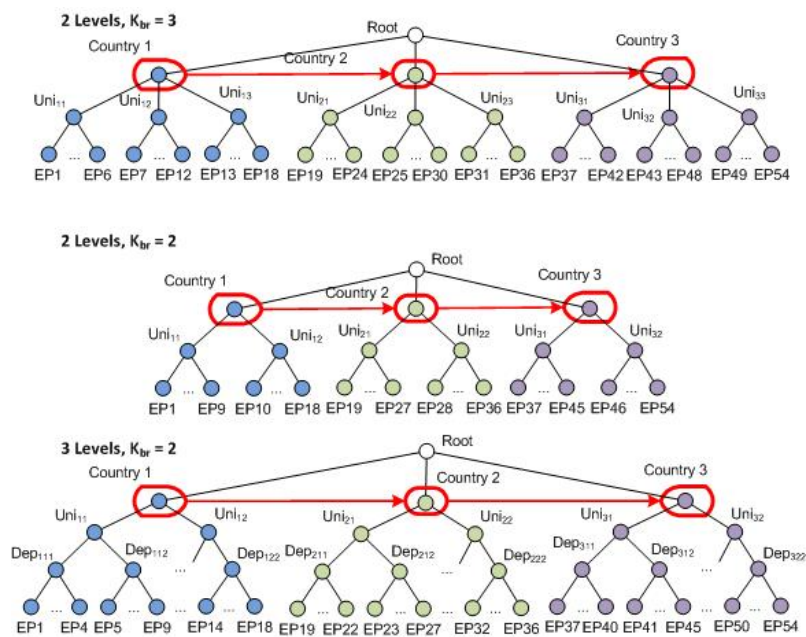 2 Levels, Kbr = 3
Root
Country 1
Country 2
Country 3
Uni11
Uni12
Uni13
Uni21
Uni22
Uni23
Uni31
Uni32
Uni33
... ... ... ... ... ... ... ... ...
EP1 EP6 EP7 EP12 EP13 EP18 EP19 EP24 EP25 EP30 EP31 EP36 EP37 EP42 EP43 EP48 EP49 EP54
2 Levels, Kbr = 2
Root
Country 1
Country 2
Country 3
Uni11
Uni12
Uni21
Uni22
Uni31
Uni32
... ... ... ... ... ...
EP1 EP9 EP10 EP18 EP19 EP27 EP28 EP36 EP37 EP45 EP46 EP54
3 Levels, Kbr = 2
Root
Country 1
Country 2
Country 3
Uni11
Uni12
Uni21
Uni22
Uni31
Uni32
Dep111
Dep112
...
Dep122
Dep211
Dep212
...
Dep222
Dep311
Dep312
...
Dep322
... ... ... ... ... ... ... ... ...
EP1 EP4 EP5 EP9 EP14 EP18 EP19 EP22 EP23 EP27 EP32 EP36 EP37 EP40 EP41 EP45 EP50 EP54